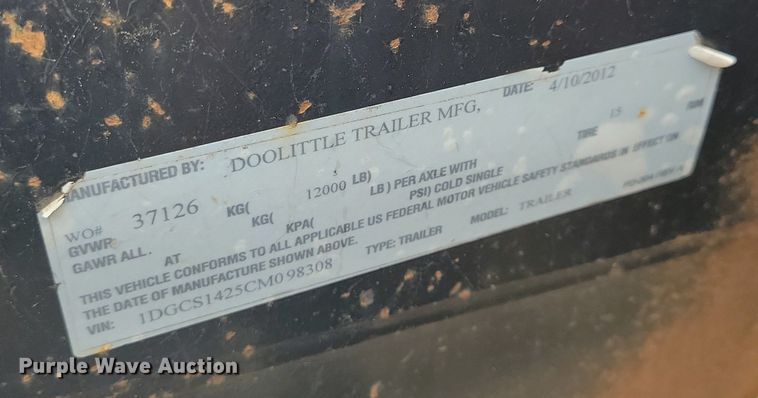 MANUFACTURED BY: DOOLITTLE TRAILER MFG, DATE: 4/10/2012
WO# 37126
GVWR KG( 12000 LB) TIRE 15 RIM
GAWR ALL. KG( LB ) PER AXLE WITH
AT KPA( PSI) COLD SINGLE
THIS VEHICLE CONFORMS TO ALL APPLICABLE US FEDERAL MOTOR VEHICLE SAFETY STANDARDS IN EFFECT ON
THE DATE OF MANUFACTURE SHOWN ABOVE.
VIN: 1DGCS1425CM098308 TYPE: TRAILER MODEL: TRAILER
Purple Wave Auction